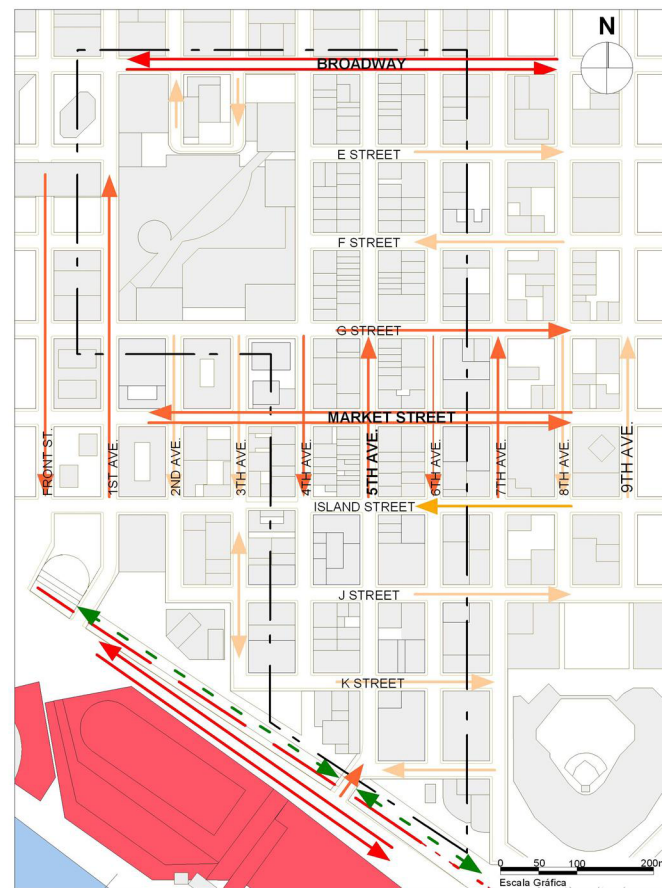 N
BROADWAY
E STREET
F STREET
G STREET
MARKET STREET
FRONT ST.
1ST AVE.
2ND AVE.
3TH AVE.
4TH AVE.
5TH AVE.
6TH AVE.
7TH AVE.
8TH AVE.
9TH AVE.
ISLAND STREET
J STREET
K STREET
0 50 100 200m
Escala Gráfica